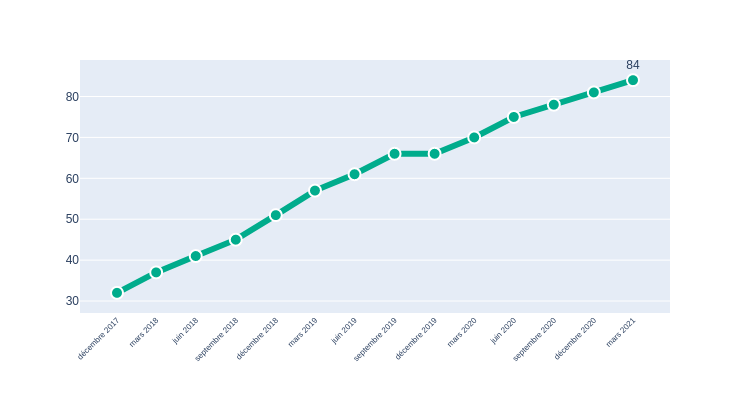 84
80
70
60
50
40
30
décembre 2017
mars 2018
juin 2018
septembre 2018
décembre 2018
mars 2019
juin 2019
septembre 2019
décembre 2019
mars 2020
juin 2020
septembre 2020
décembre 2020
mars 2021